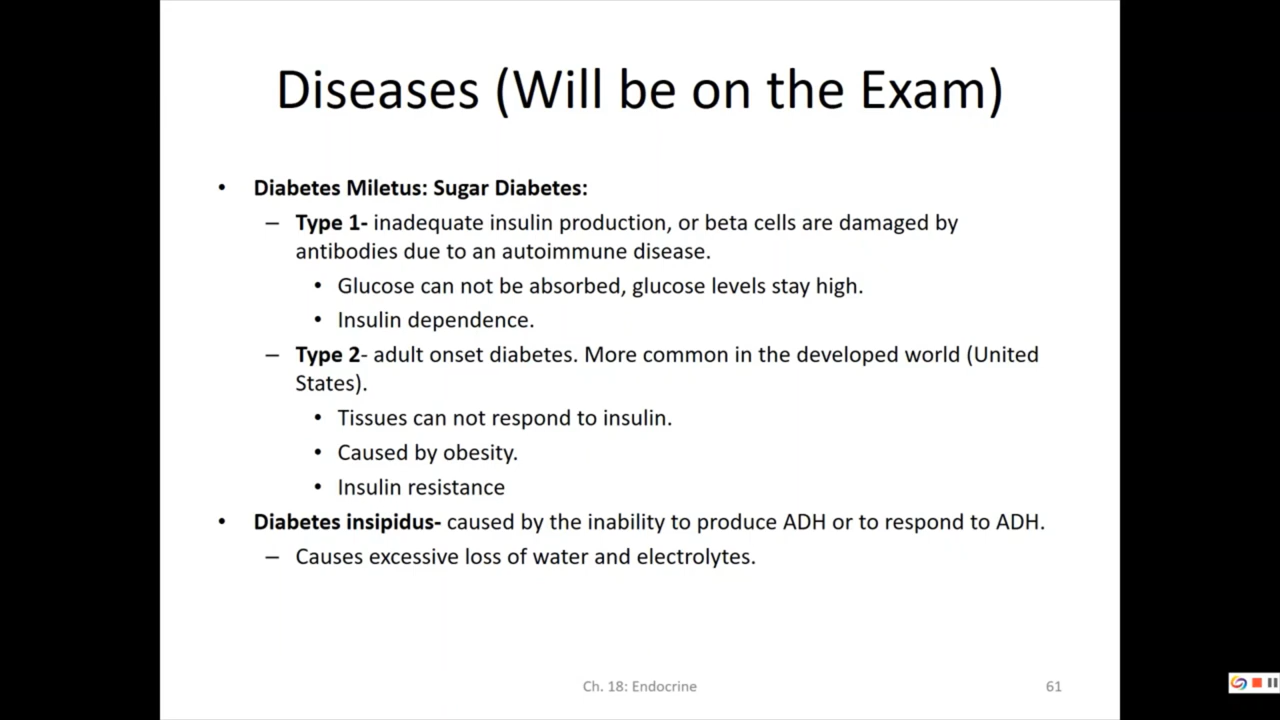 Diseases (Will be on the Exam)
• Diabetes Miletus: Sugar Diabetes:
– Type 1- inadequate insulin production, or beta cells are damaged by
antibodies due to an autoimmune disease.
• Glucose can not be absorbed, glucose levels stay high.
• Insulin dependence.
– Type 2- adult onset diabetes. More common in the developed world (United
States).
• Tissues can not respond to insulin.
• Caused by obesity.
• Insulin resistance
• Diabetes insipidus- caused by the inability to produce ADH or to respond to ADH.
– Causes excessive loss of water and electrolytes.
Ch. 18: Endocrine
61